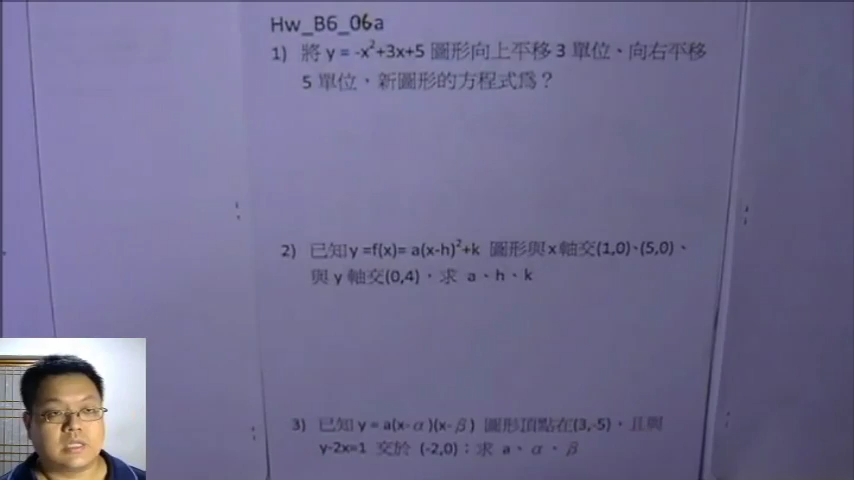 Hw_B6_06a
1) 將 y = -x²+3x+5 圖形向上平移 3 單位、向右平移
5 單位，新圖形的方程式為？
2) 已知 y =f(x)= a(x-h)²+k 圖形與 x 軸交(1,0)、(5,0)、
與 y 軸交(0,4)，求 a、h、k
3) 已知 y = a(x-α)(x-β) 圖形頂點在(3,-5)，且與
y-2x=1 交於 (-2,0)；求 a、α、β